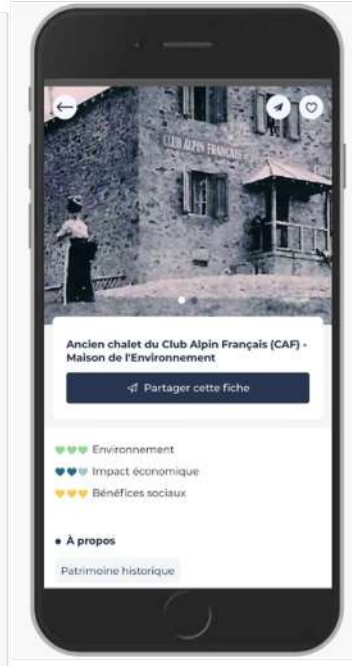 CLUB ALPIN FRANÇAIS
Ancien chalet du Club Alpin Français (CAF) -
Maison de l'Environnement
Partager cette fiche
Environnement
Impact économique
Bénéfices sociaux
À propos
Patrimoine historique